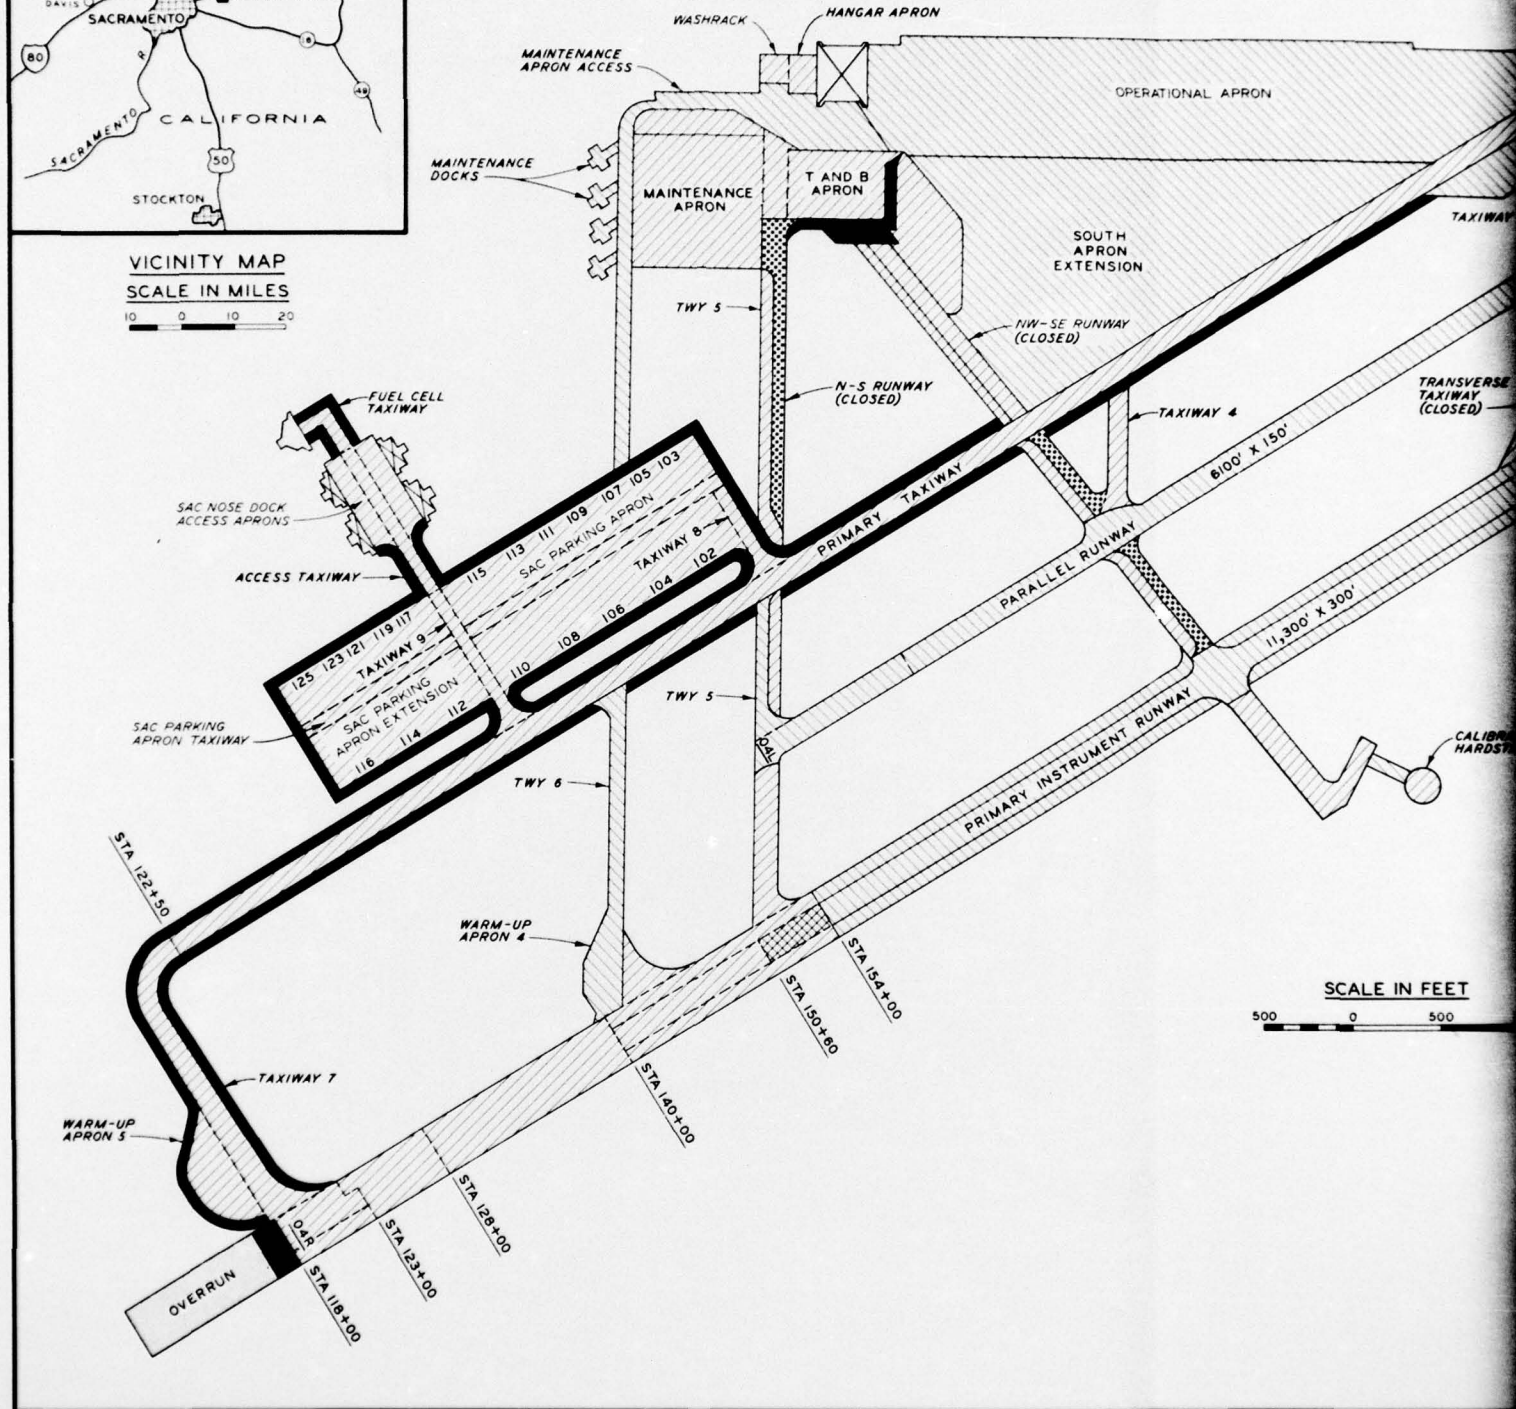 DAVIS
SACRAMENTO
80
16
49
R
SACRAMENTO
CALIFORNIA
50
STOCKTON
VICINITY MAP
SCALE IN MILES
10 0 10 20
WASHRACK
HANGAR APRON
MAINTENANCE
APRON ACCESS
OPERATIONAL APRON
MAINTENANCE
DOCKS
MAINTENANCE
APRON
T AND B
APRON
TAXIWAY
SOUTH
APRON
EXTENSION
TWY 5
NW-SE RUNWAY
(CLOSED)
N-S RUNWAY
(CLOSED)
TRANSVERSE
TAXIWAY
(CLOSED)
TAXIWAY 4
FUEL CELL
TAXIWAY
6100' X 150'
SAC NOSE DOCK
ACCESS APRONS
103
105
107
109
111
113
115
SAC PARKING APRON
PRIMARY TAXIWAY
TAXIWAY 8
ACCESS TAXIWAY
102
104
106
108
110
PARALLEL RUNWAY
117
119
121
123
125
TAXIWAY 9
11,300' X 300'
SAC PARKING
APRON EXTENSION
112
114
116
SAC PARKING
APRON TAXIWAY
TWY 5
04L
PRIMARY INSTRUMENT RUNWAY
TWY 6
STA 122+50
WARM-UP
APRON 4
STA 154+00
STA 150+60
SCALE IN FEET
500 0 500
STA 140+00
TAXIWAY 7
WARM-UP
APRON 5
STA 128+00
STA 123+00
04R
STA 118+00
OVERRUN